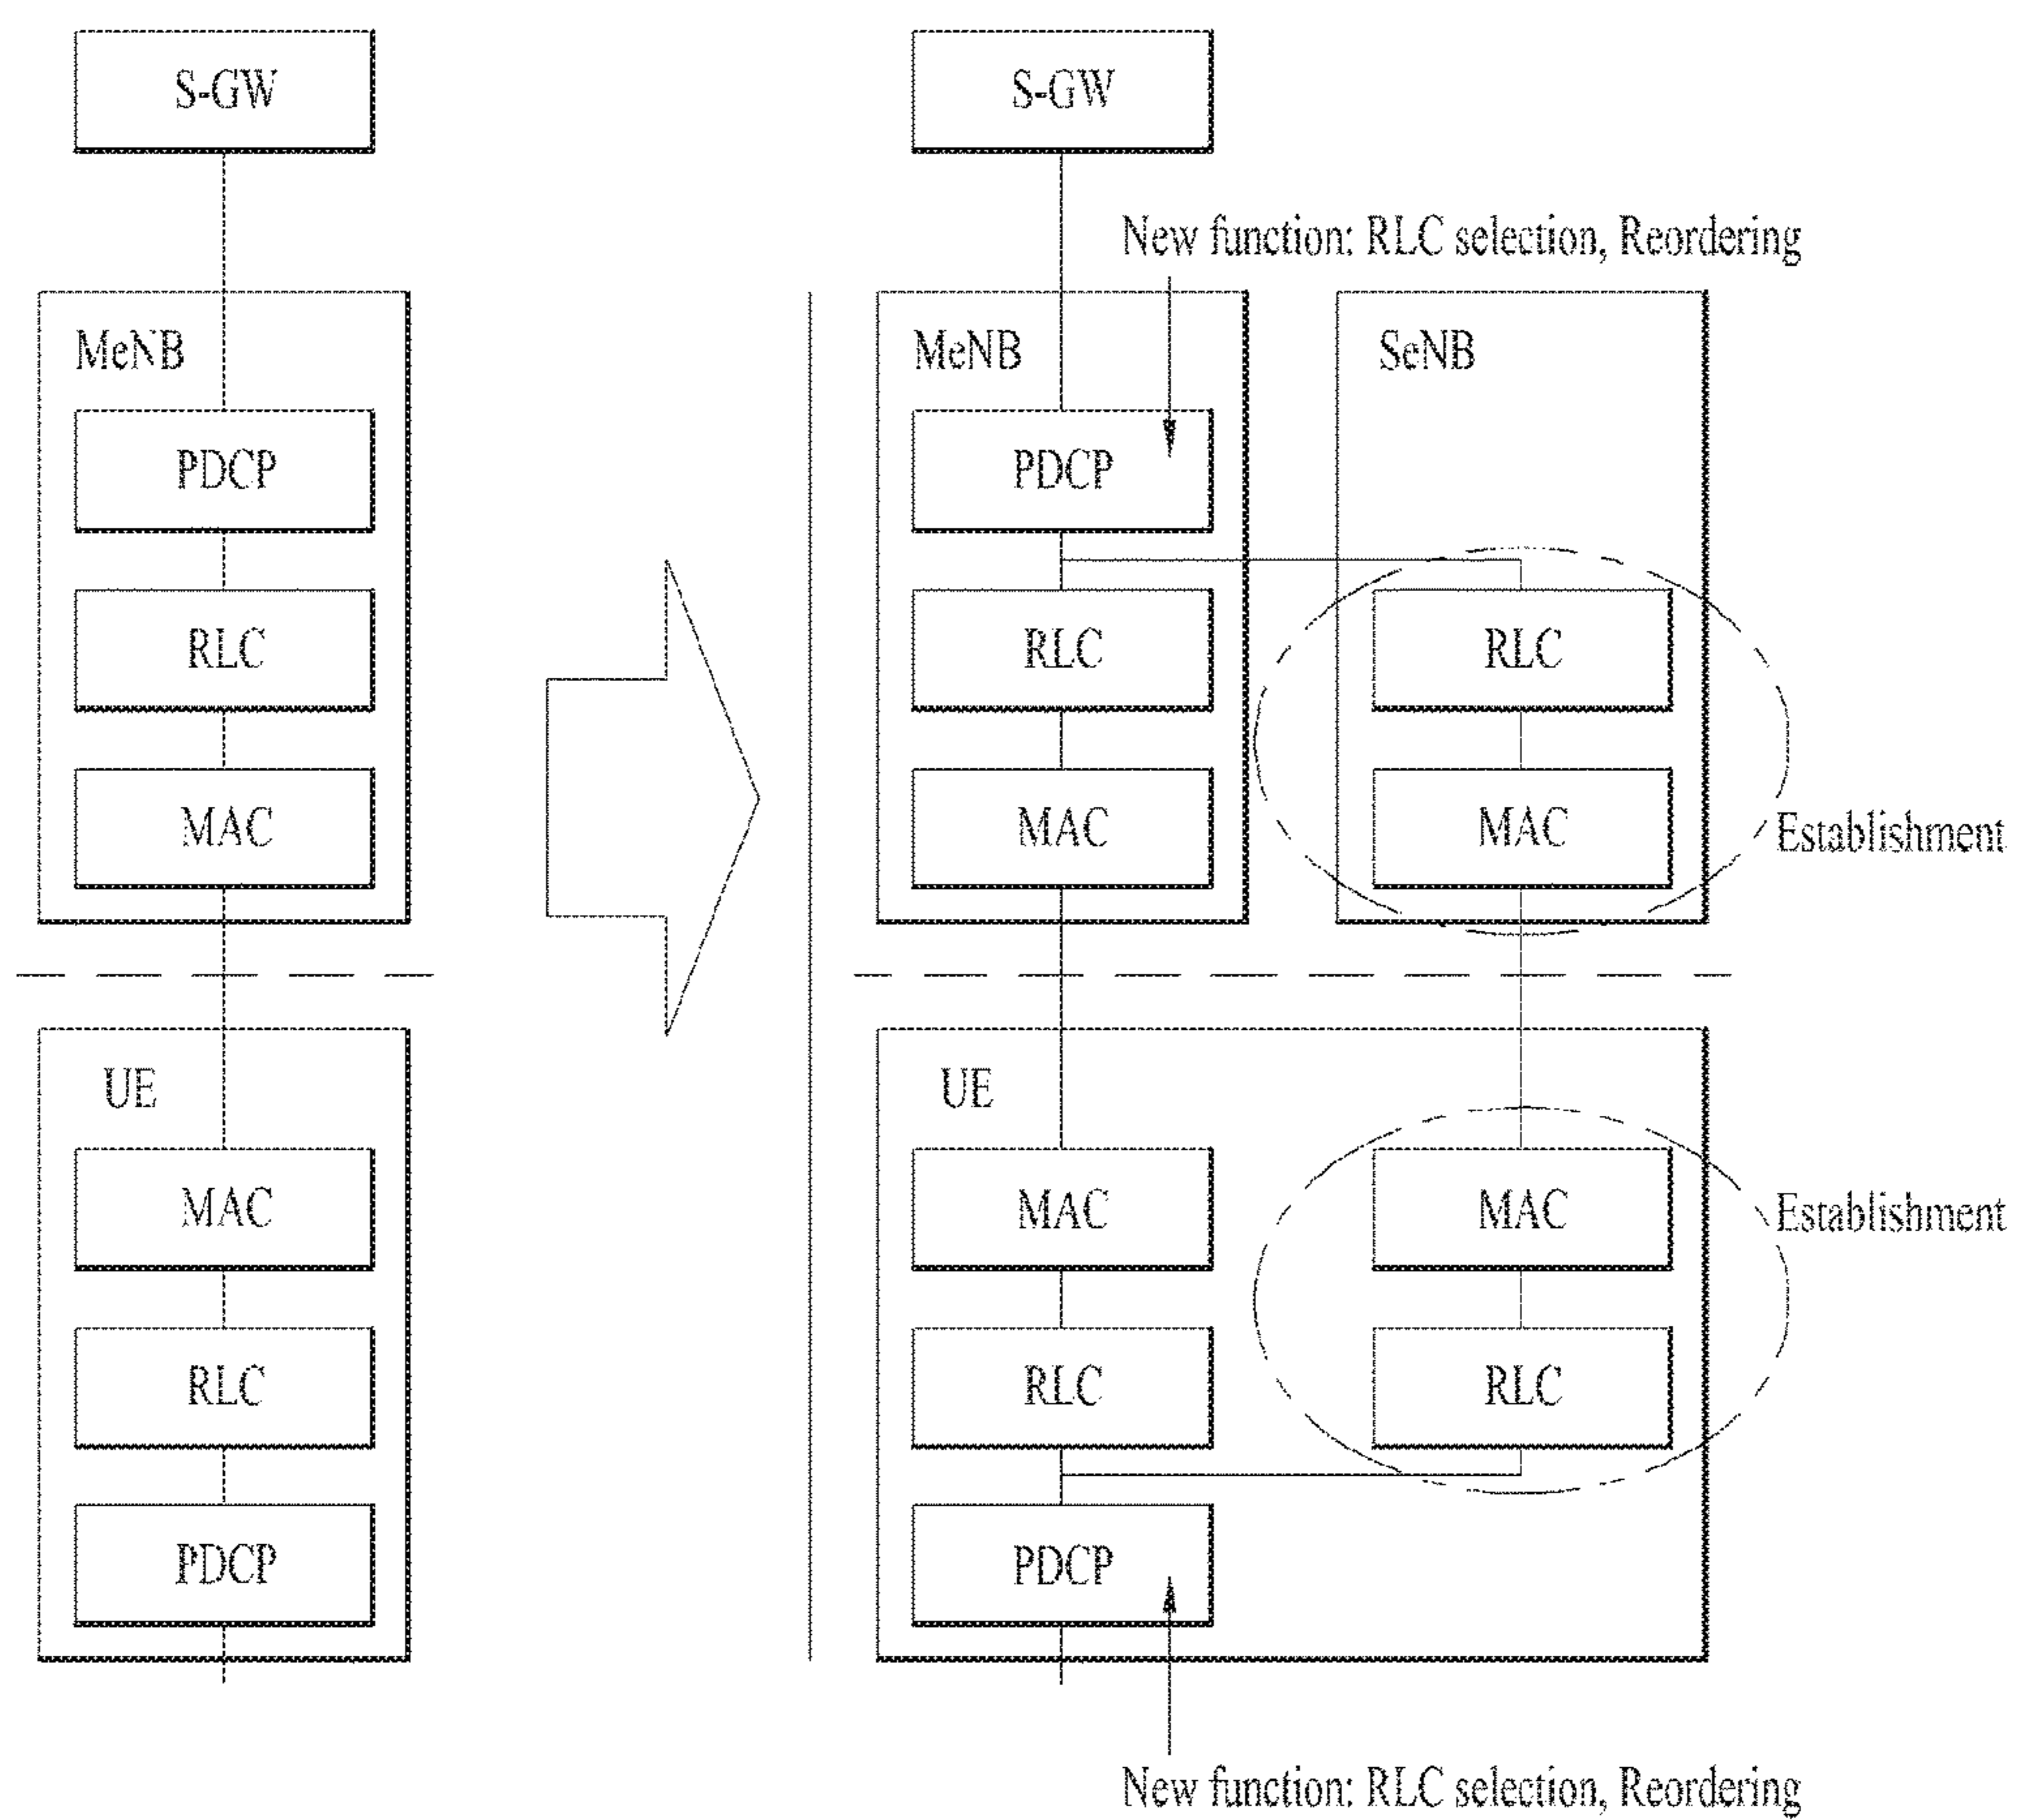 S-GW
MeNB
PDCP
RLC
MAC
UE
MAC
RLC
PDCP
S-GW
New function: RLC selection, Reordering
MeNB
SeNB
PDCP
RLC
RLC
MAC
MAC
Establishment
UE
MAC
MAC
Establishment
RLC
RLC
PDCP
New function: RLC selection, Reordering